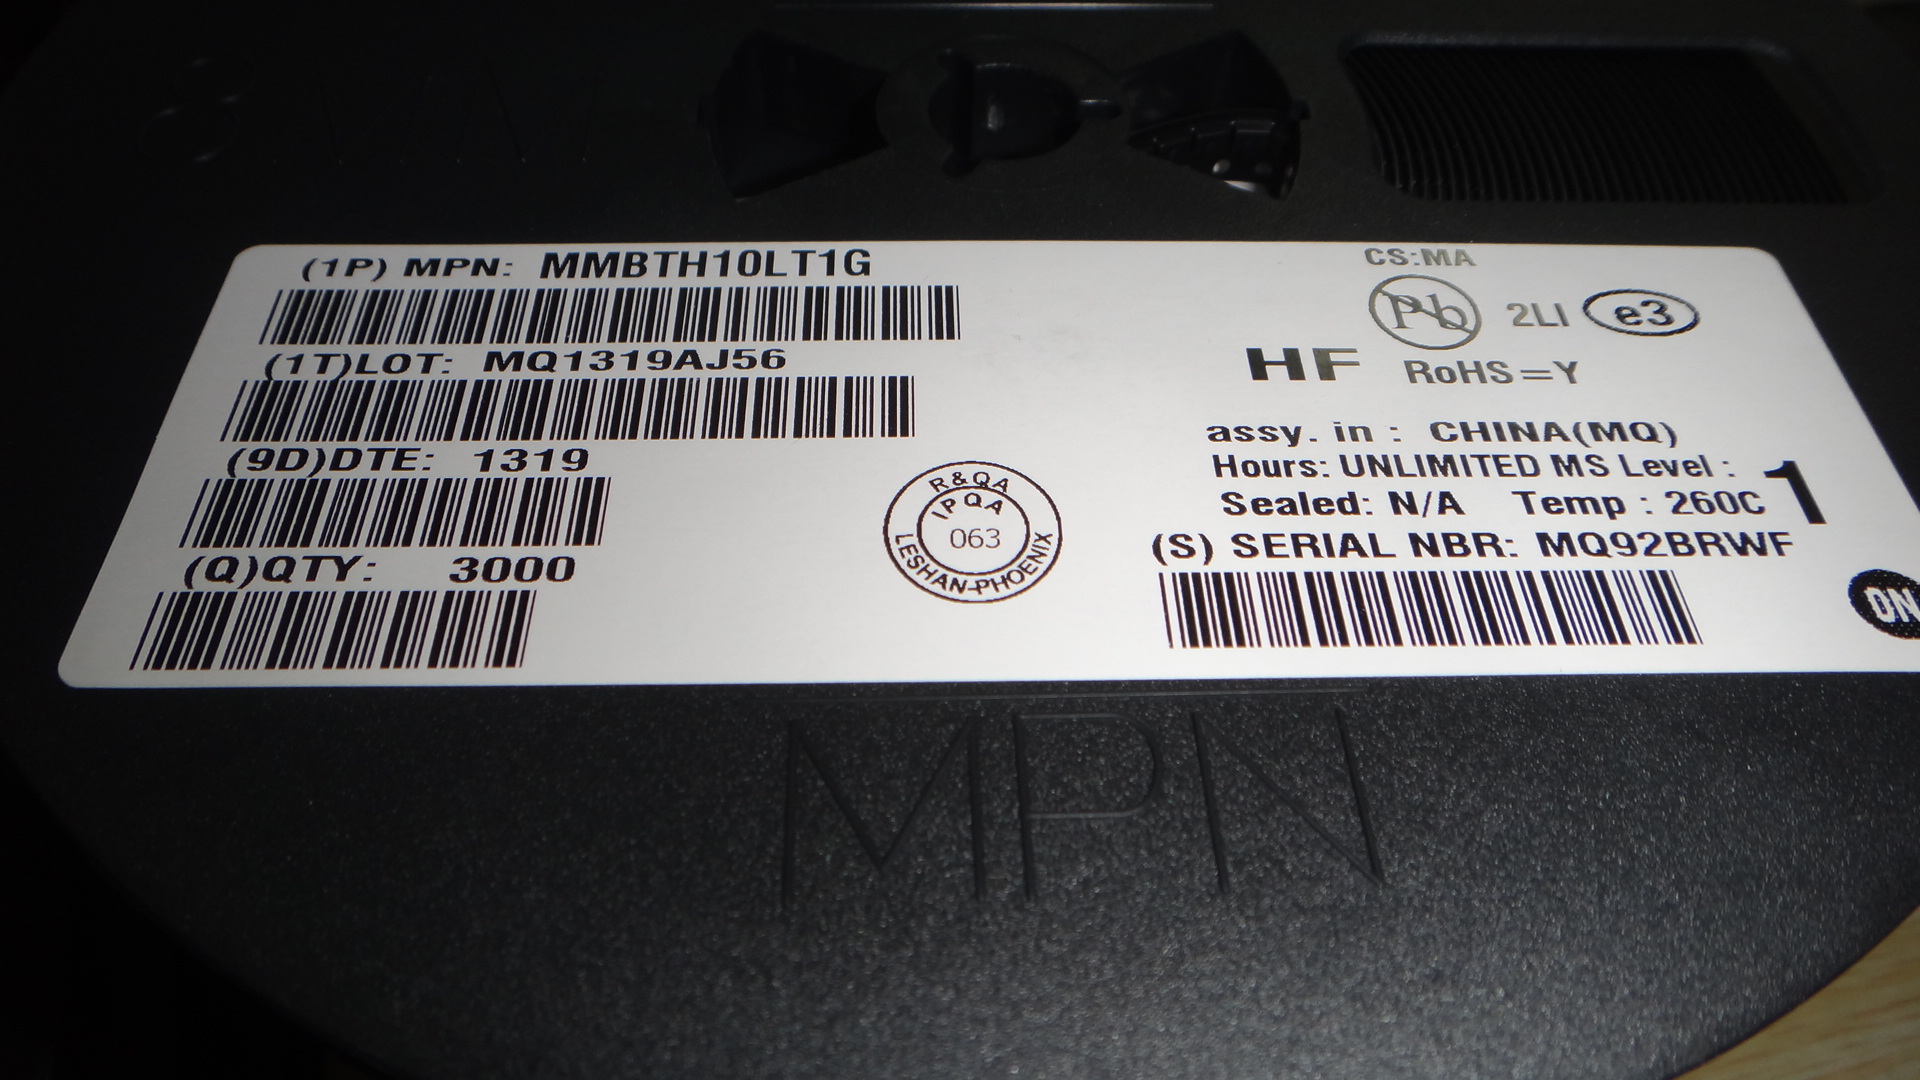 (1P) MPN: MMBTH10LT1G
(1T)LOT: MQ1319AJ56
(9D)DTE: 1319
(Q)QTY: 3000
R&QA
IPQA
063
LESHAN-PHOENIX
CS:MA
Pb 2LI e3
HF RoHS=Y
assy. in : CHINA(MQ)
Hours: UNLIMITED MS Level : 1
Sealed: N/A Temp : 260C
(S) SERIAL NBR: MQ92BRWF
ON
MPN